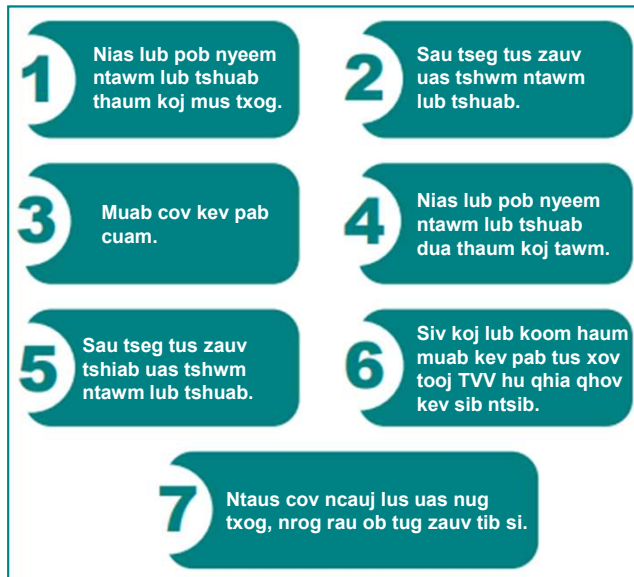 1
Nias lub pob nyeem
ntawm lub tshuab
thaum koj mus txog.
2
Sau tseg tus zauv
uas tshwm ntawm
lub tshuab.
3
Muab cov kev pab
cuam.
4
Nias lub pob nyeem
ntawm lub tshuab
dua thaum koj tawm.
5
Sau tseg tus zauv
tshiab uas tshwm
ntawm lub tshuab.
6
Siv koj lub koom haum
muab kev pab tus xov
tooj TVV hu qhia qhov
kev sib ntsib.
7
Ntaus cov ncauj lus uas nug
txog, nrog rau ob tug zauv tib si.